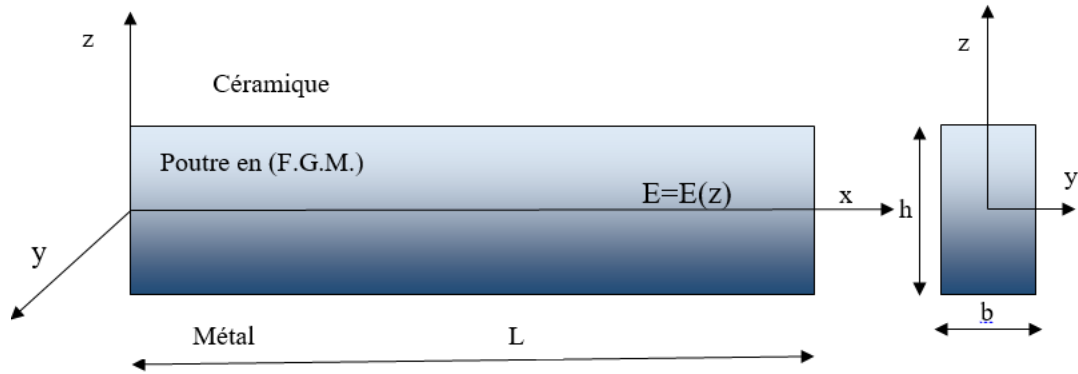 z
z
Céramique
Poutre en (F.G.M.)
E=E(z)
x
h
y
y
b
Métal
L